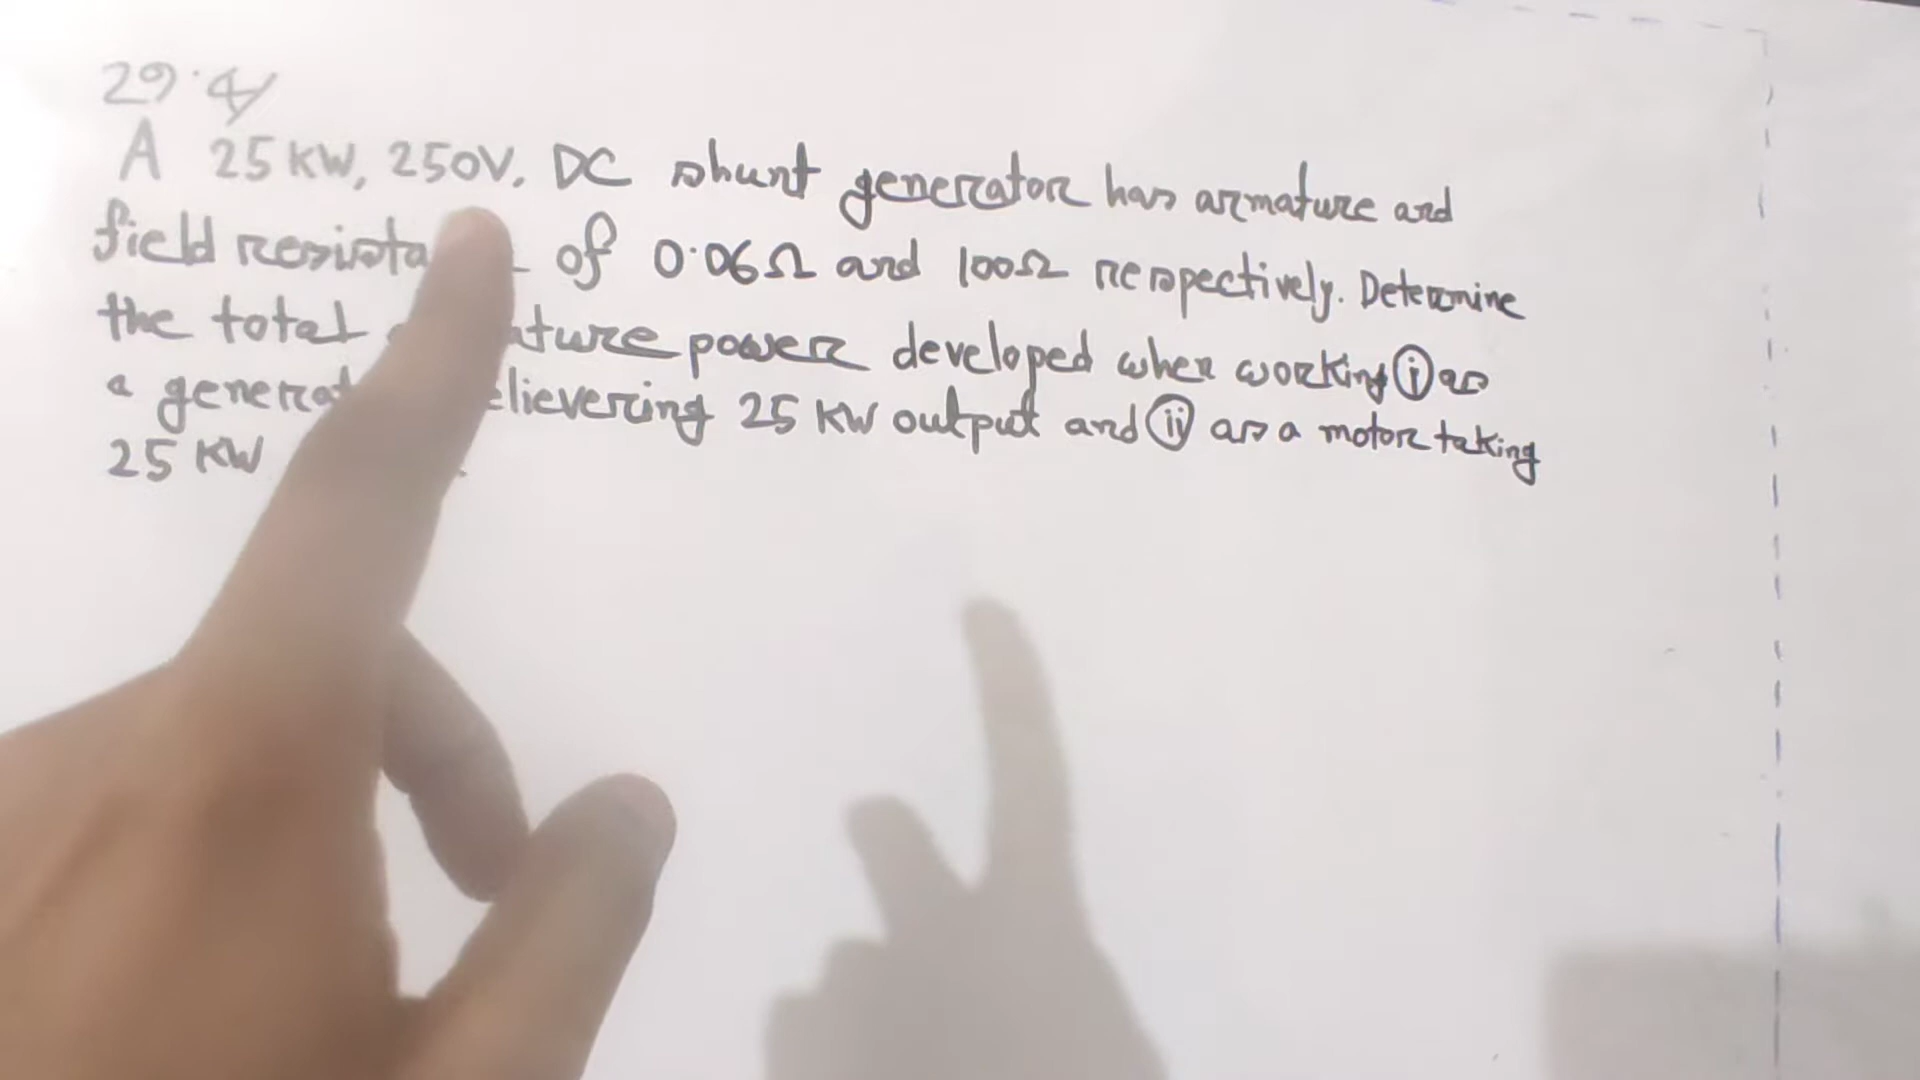 29.4/
A 25 KW, 250V, DC shunt generator has armature and
field resista of 0.06Ω and 100Ω respectively. Determine
the total ature power developed when working (i) as
a generat elievering 25 KW output and (ii) as a motor taking
25 KW